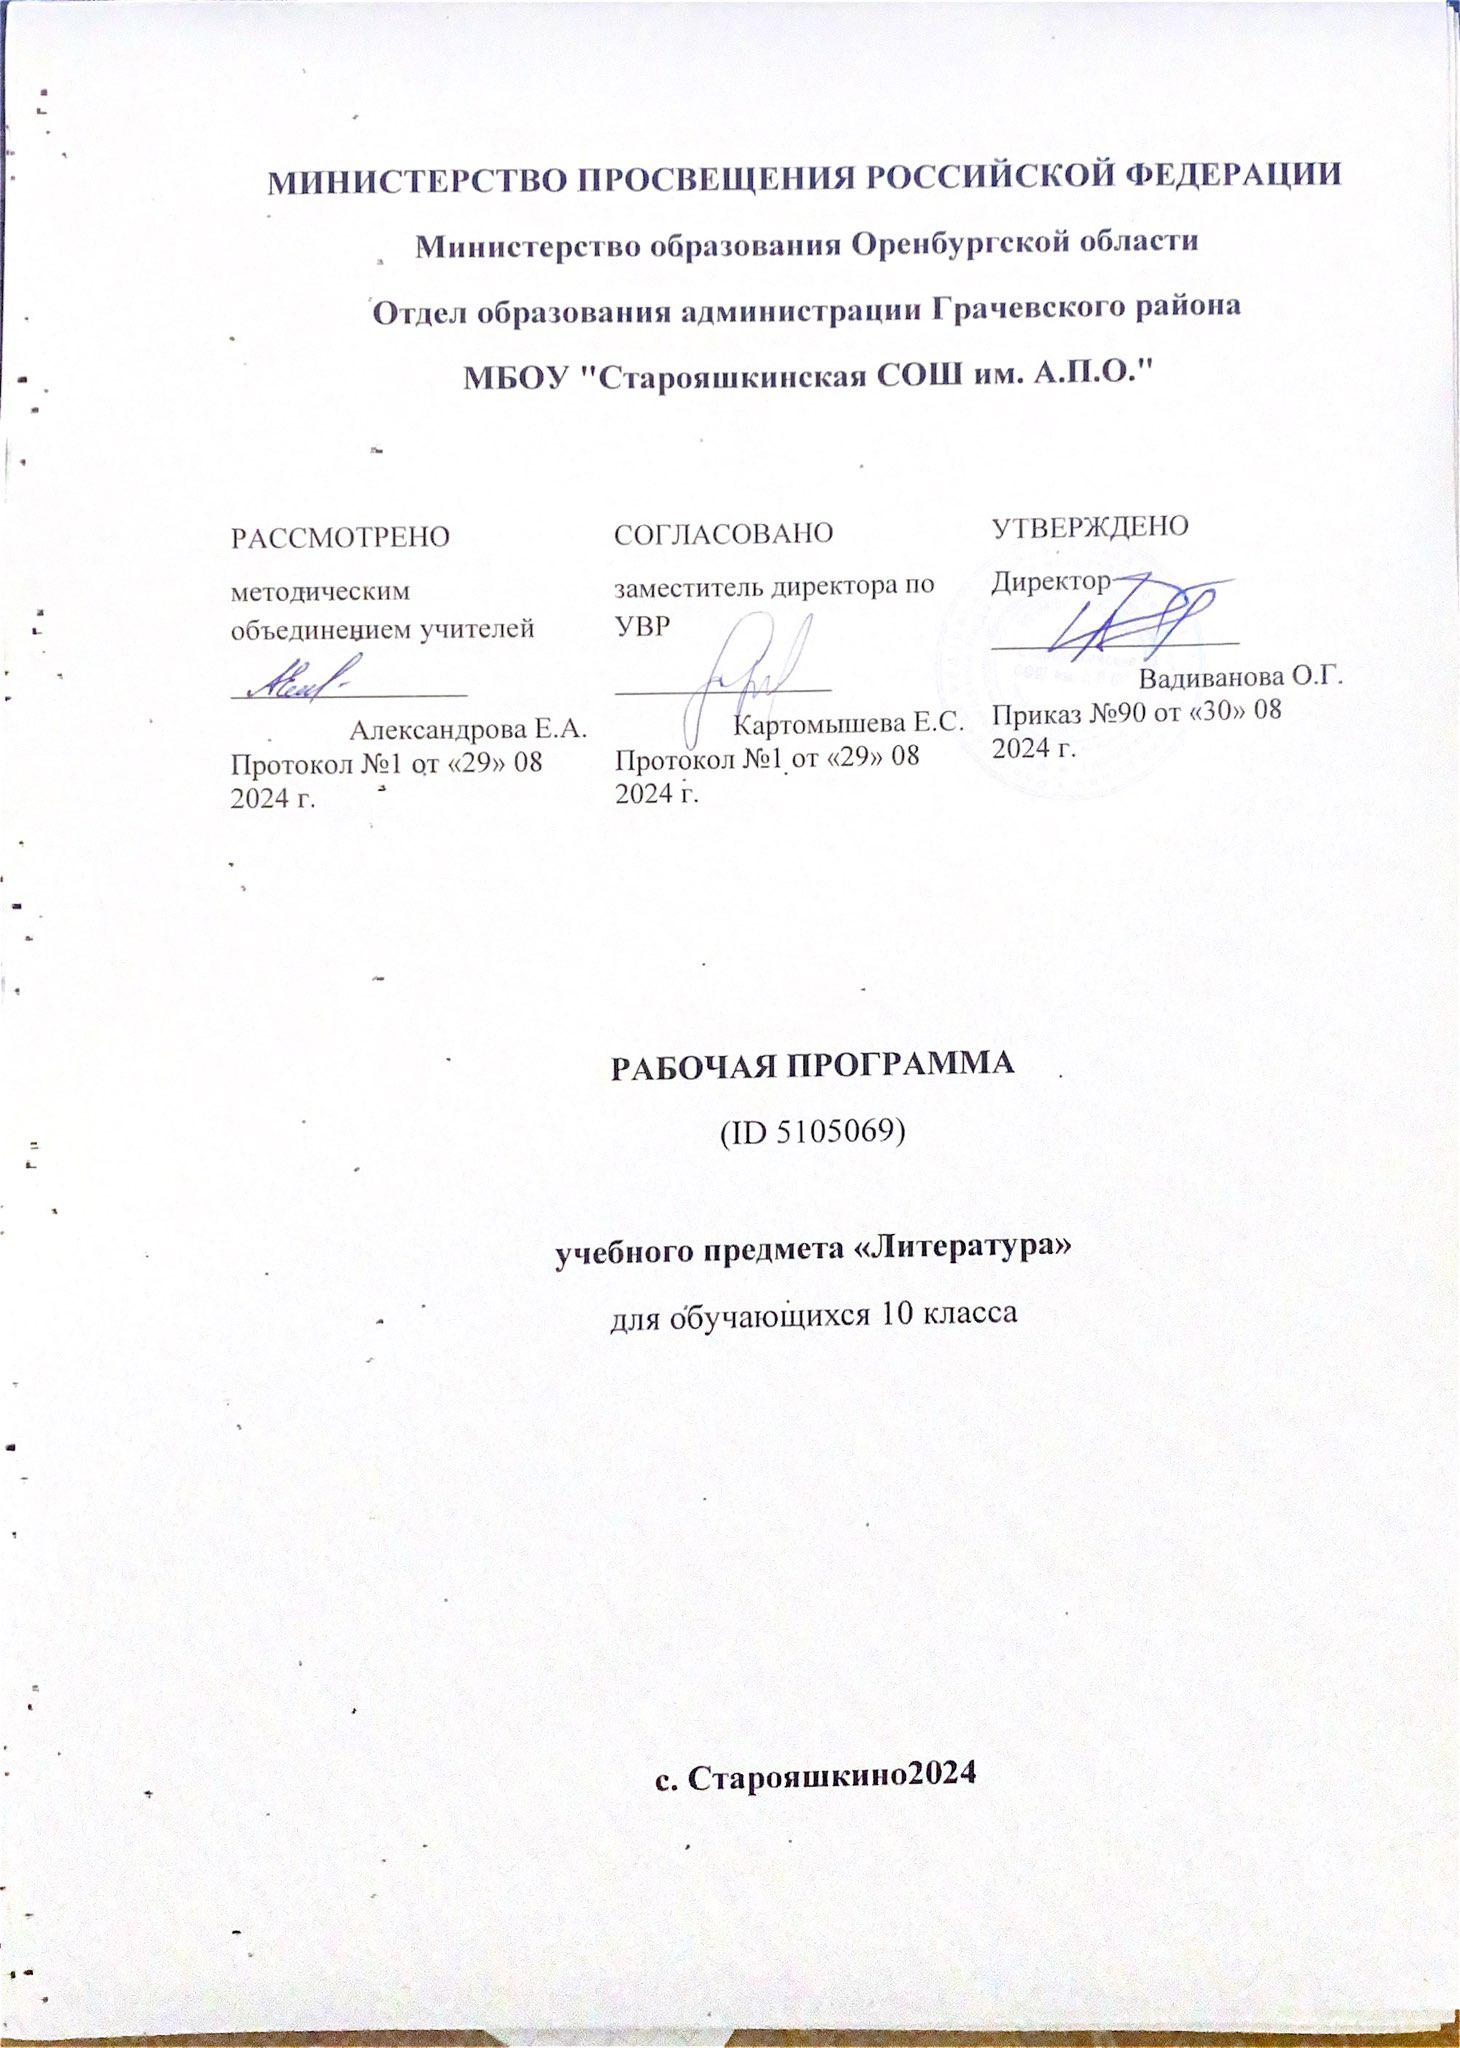 МИНИСТЕРСТВО ПРОСВЕЩЕНИЯ РОССИЙСКОЙ ФЕДЕРАЦИИ
Министерство образования Оренбургской области
Отдел образования администрации Грачевского района
МБОУ "Старояшкинская СОШ им. А.П.О."
РАССМОТРЕНО
методическим
объединением учителей
Александрова Е.А.
Протокол №1 от «29» 08
2024 г.
СОГЛАСОВАНО
заместитель директора по
УВР
Картомышева Е.С.
Протокол №1 от «29» 08
2024 г.
УТВЕРЖДЕНО
Директор
Вадиванова О.Г.
Приказ №90 от «30» 08
2024 г.
РАБОЧАЯ ПРОГРАММА
(ID 5105069)
учебного предмета «Литература»
для обучающихся 10 класса
с. Старояшкино2024